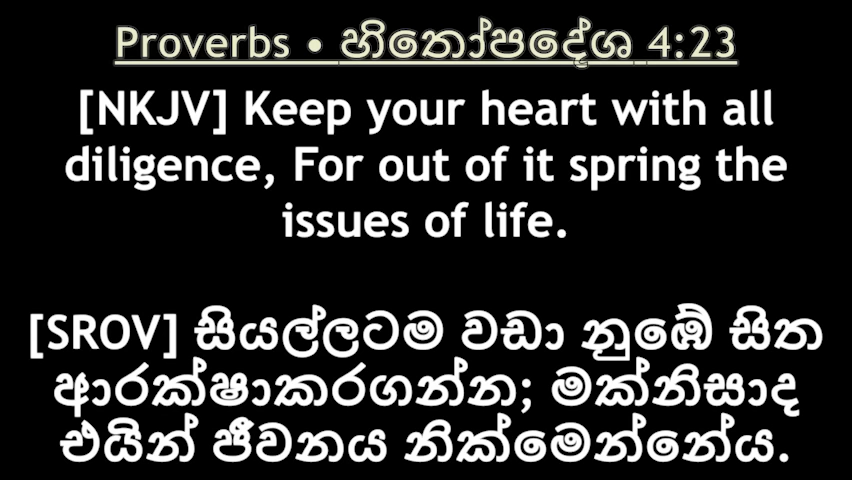 Proverbs • හිතෝපදේශ 4:23
[NKJV] Keep your heart with all
diligence, For out of it spring the
issues of life.
[SROV] සියල්ලටම වඩා නුඹේ සිත
ආරක්ෂාකරගන්න; මක්නිසාද
එයින් ජීවනය නික්මෙන්නේය.